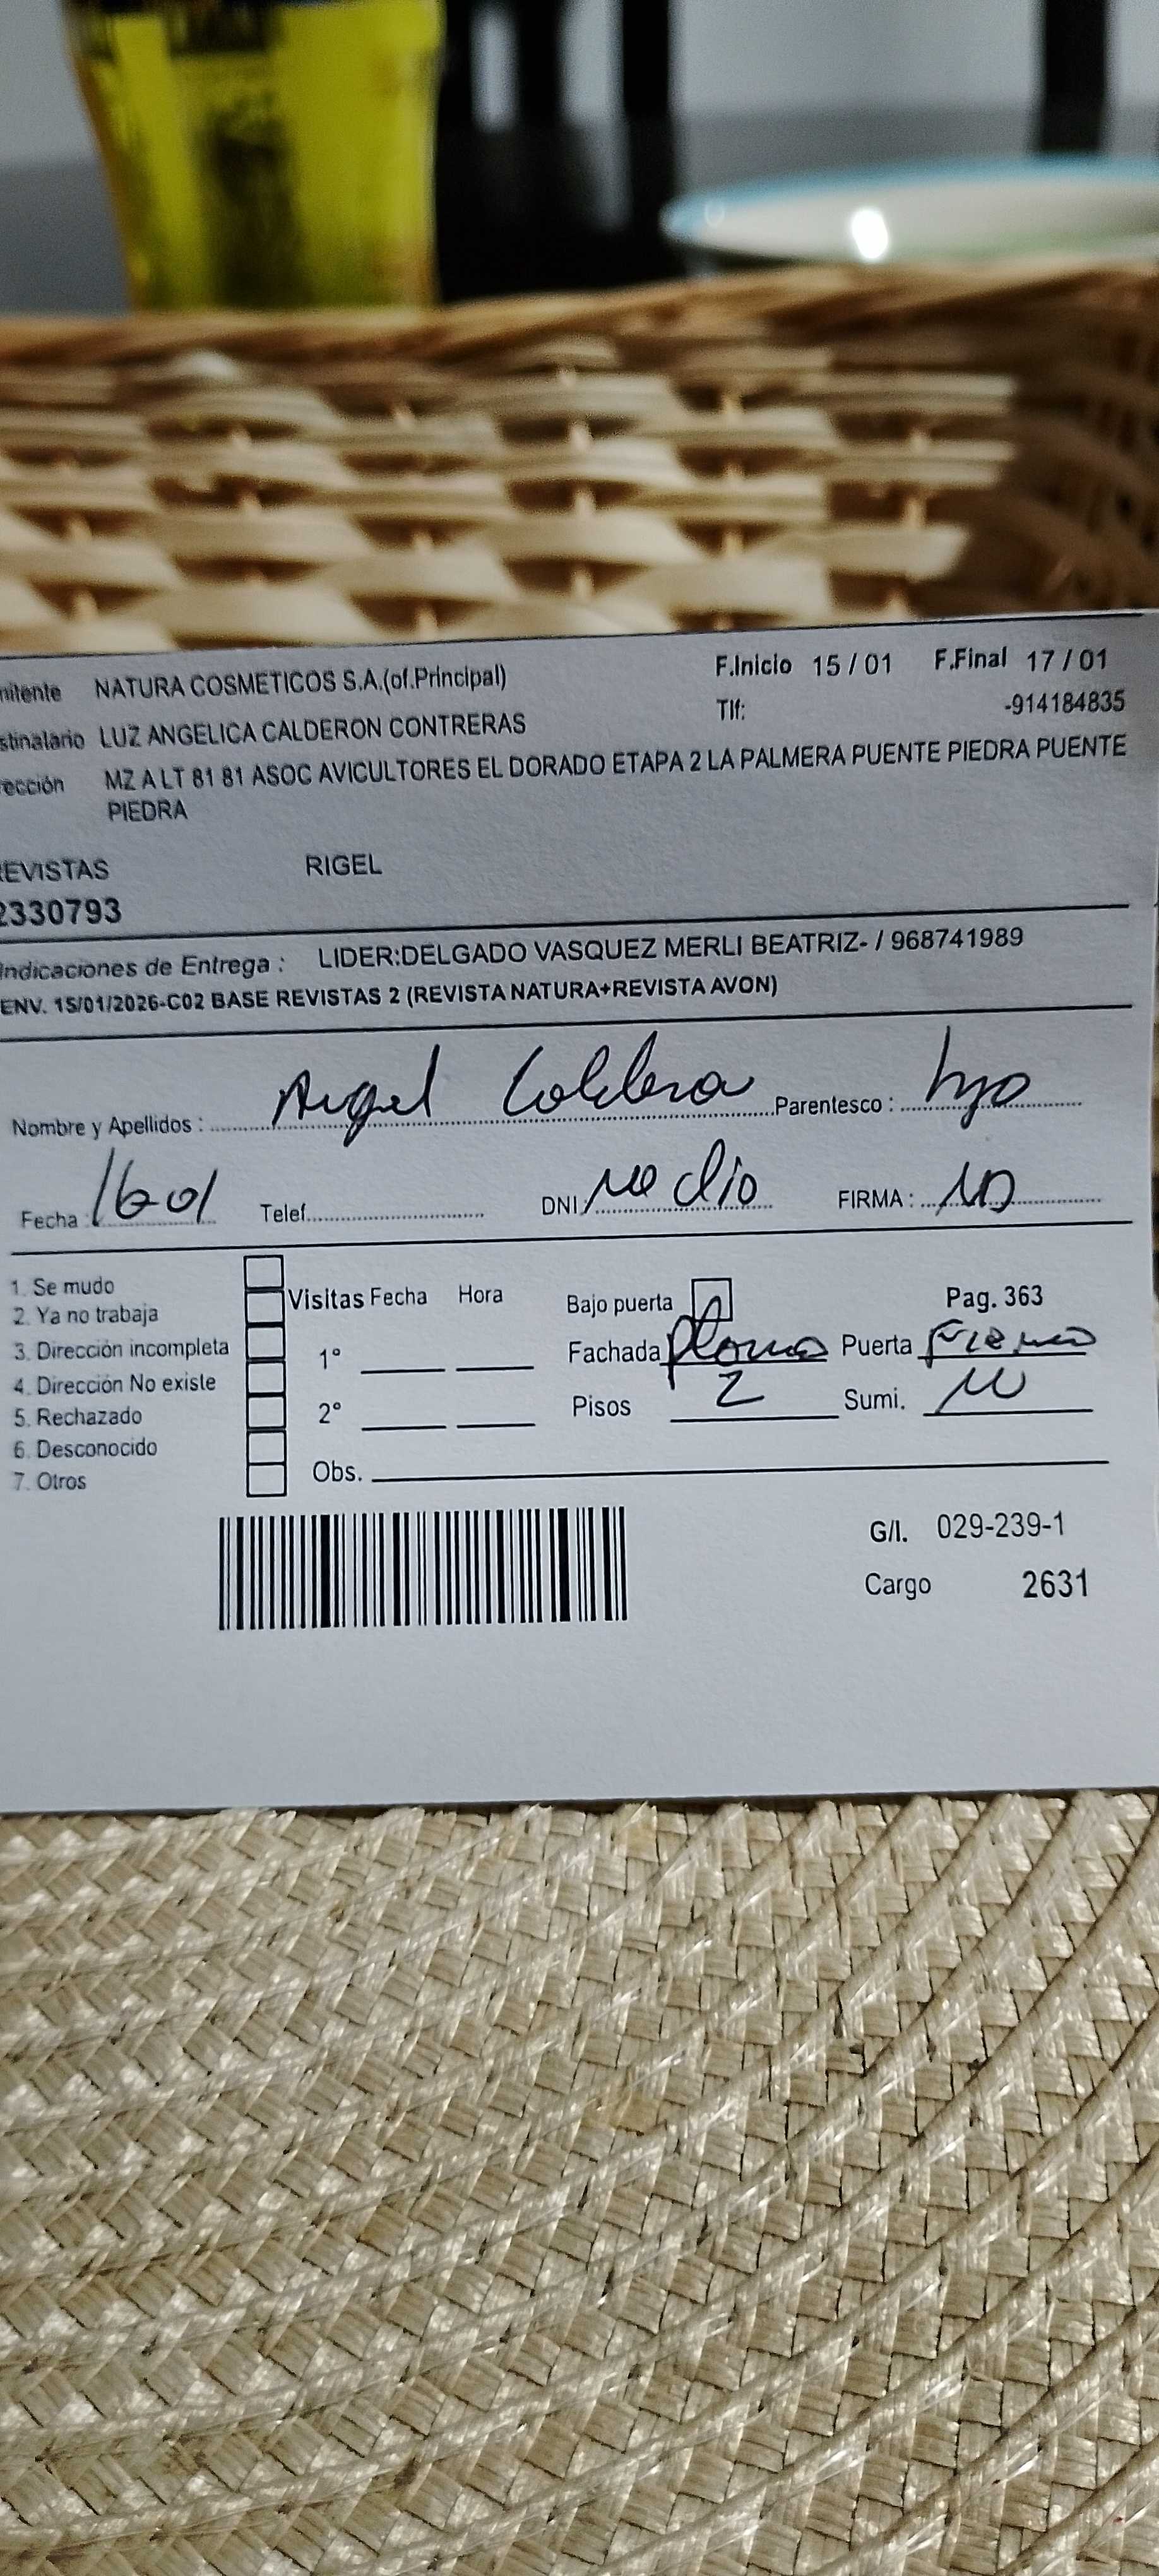 mitente NATURA COSMETICOS S.A.(of.Principal) F.Inicio 15 / 01 F.Final 17 / 01
stinalario LUZ ANGELICA CALDERON CONTRERAS Tlf: -914184835
rección MZ A LT 81 81 ASOC AVICULTORES EL DORADO ETAPA 2 LA PALMERA PUENTE PIEDRA PUENTE
PIEDRA
REVISTAS RIGEL
2330793
Indicaciones de Entrega : LIDER:DELGADO VASQUEZ MERLI BEATRIZ- / 968741989
ENV. 15/01/2026-C02 BASE REVISTAS 2 (REVISTA NATURA+REVISTA AVON)
Nombre y Apellidos : Angel Parentesco : hijo
Fecha : 16-01 Telef. DNI : no dio FIRMA :
1. Se mudo
2. Ya no trabaja
3. Dirección incompleta
4. Dirección No existe
5. Rechazado
6. Desconocido
7. Otros
Visitas Fecha Hora
1°
2°
Obs.
Bajo puerta Pag. 363
Fachada Plomo Puerta
Pisos 2 Sumi.
G/I. 029-239-1
Cargo 2631